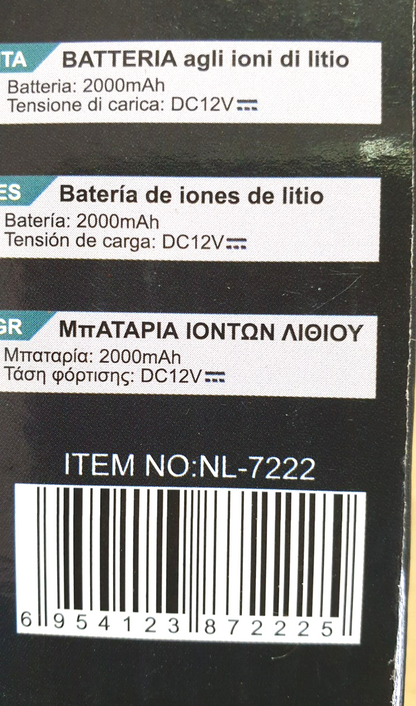 ITA BATTERIA agli ioni di litio
Batteria: 2000mAh
Tensione di carica: DC12V
ES Batería de iones de litio
Batería: 2000mAh
Tensión de carga: DC12V
GR ΜπΑΤΑΡΙΑ ΙΟΝΤΩΝ ΛΙΘΙΟΥ
Μπαταρία: 2000mAh
Τάση φόρτισης: DC12V
ITEM NO:NL-7222
6 954123 872225